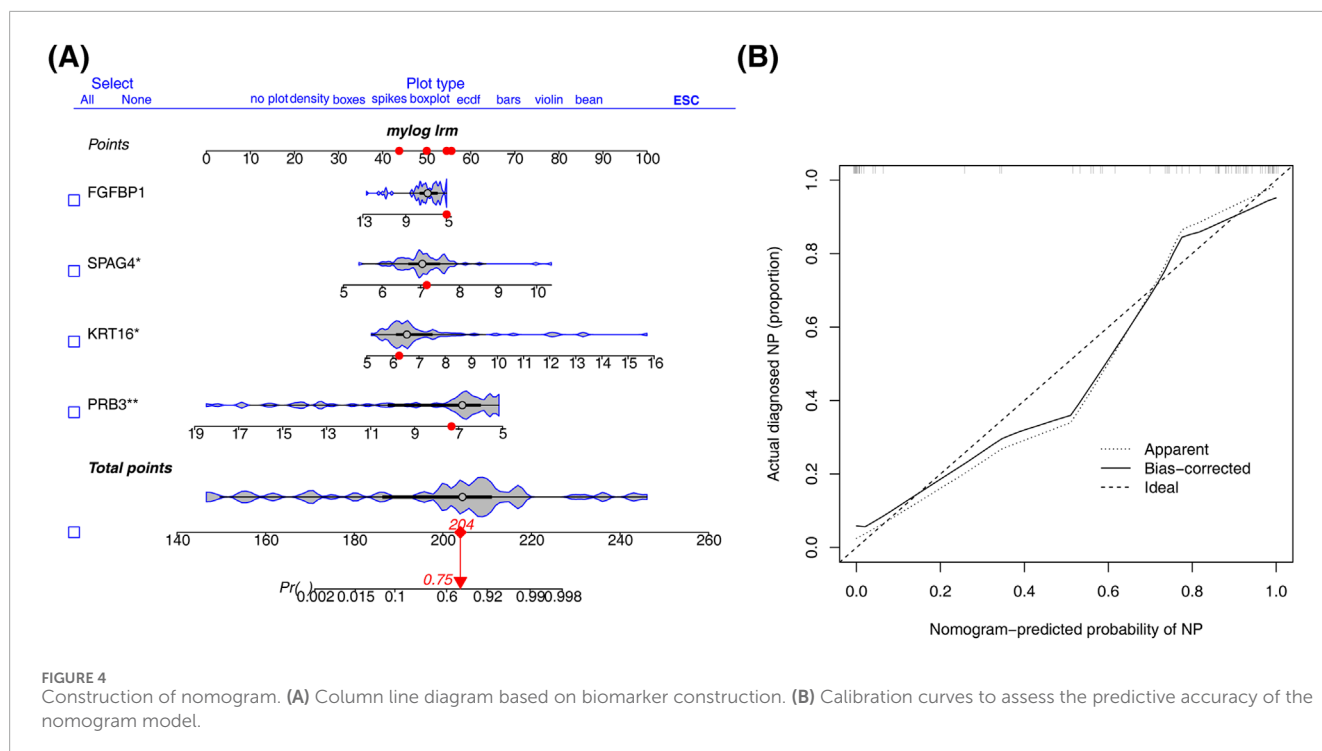 (A)
Select
All None
Plot type
no plot density boxes spikes boxplot ecdf bars violin bean
ESC
mylog lrm
Points
0 10 20 30 40 50 60 70 80 90 100
FGFBP1
13 9 5
SPAG4*
5 6 7 8 9 10
KRT16*
5 6 7 8 9 10 11 12 13 14 15 16
PRB3**
19 17 15 13 11 9 7 5
Total points
204
140 160 180 200 220 240 260
0.75
Pr( )
0.002 0.015 0.1 0.6 0.92 0.99 0.998
(B)
Actual diagnosed NP (proportion)
1.0
0.8
0.6
0.4
0.2
0.0
Apparent
Bias−corrected
Ideal
0.0 0.2 0.4 0.6 0.8 1.0
Nomogram−predicted probability of NP
FIGURE 4
Construction of nomogram. (A) Column line diagram based on biomarker construction. (B) Calibration curves to assess the predictive accuracy of the
nomogram model.